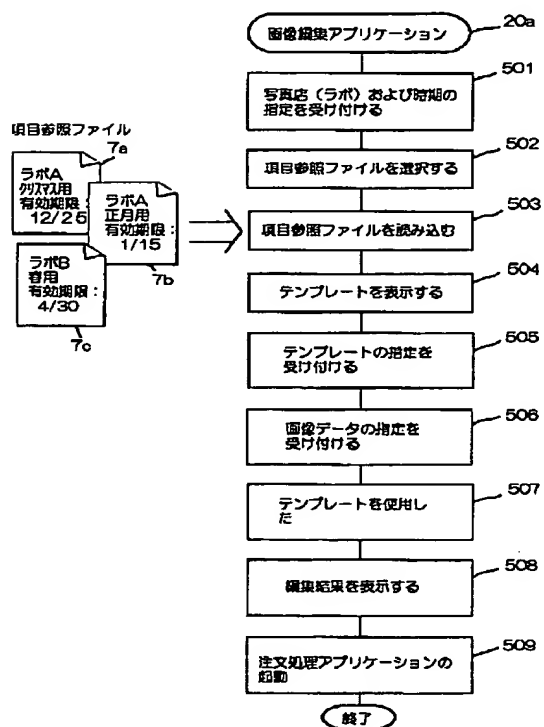 画像編集アプリケーション
20a
501
写真店（ラボ）および時期の
指定を受け付ける
502
項目参照ファイルを選択する
503
項目参照ファイルを読み込む
504
テンプレートを表示する
505
テンプレートの指定を
受け付ける
506
画像データの指定を
受け付ける
507
テンプレートを使用し
た
508
編集結果を表示する
509
注文処理アプリケーションの
起動
終了
項目参照ファイル
7a
ラボA
クリスマス用
有効期限：
12/25
ラボA
正月用
有効期限：
1/15
7b
ラボB
春用
有効期限：
4/30
7c